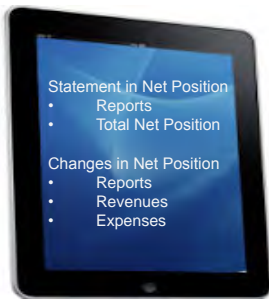 Statement in Net Position
• Reports
• Total Net Position
Changes in Net Position
• Reports
• Revenues
• Expenses